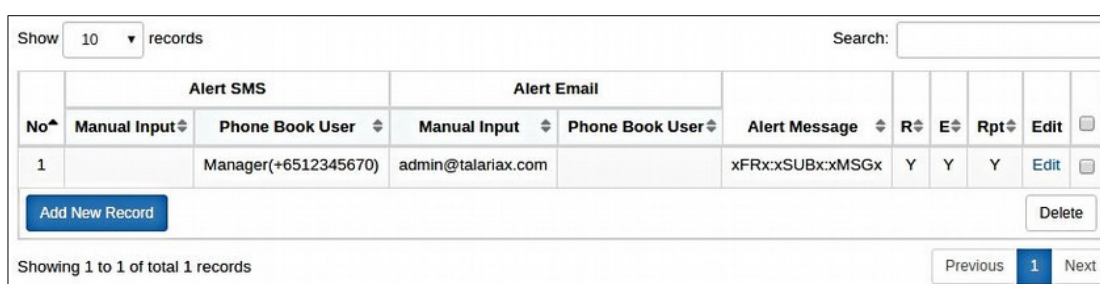 Show 10 records Search:
Alert SMS Alert Email
No Manual Input Phone Book User Manual Input Phone Book User Alert Message R E Rpt Edit
1 Manager(+6512345670) admin@talariax.com xFRx:xSUBx:xMSGx Y Y Y Edit
Add New Record Delete
Showing 1 to 1 of total 1 records Previous 1 Next